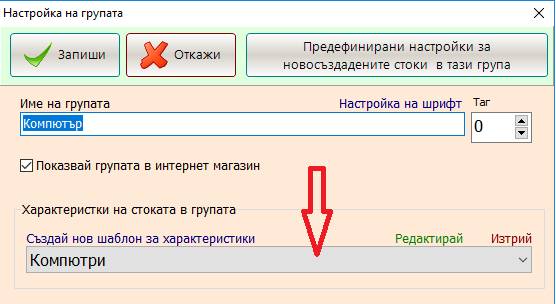 Настройка на групата
Запиши
Откажи
Предефинирани настройки за
новосъздадените стоки в тази група
Име на групата
Настройка на шрифт
Таг
Компютър
0
Показвай групата в интернет магазин
Характеристки на стоката в групата
Създай нов шаблон за характеристики
Редактирай
Изтрий
Компютри